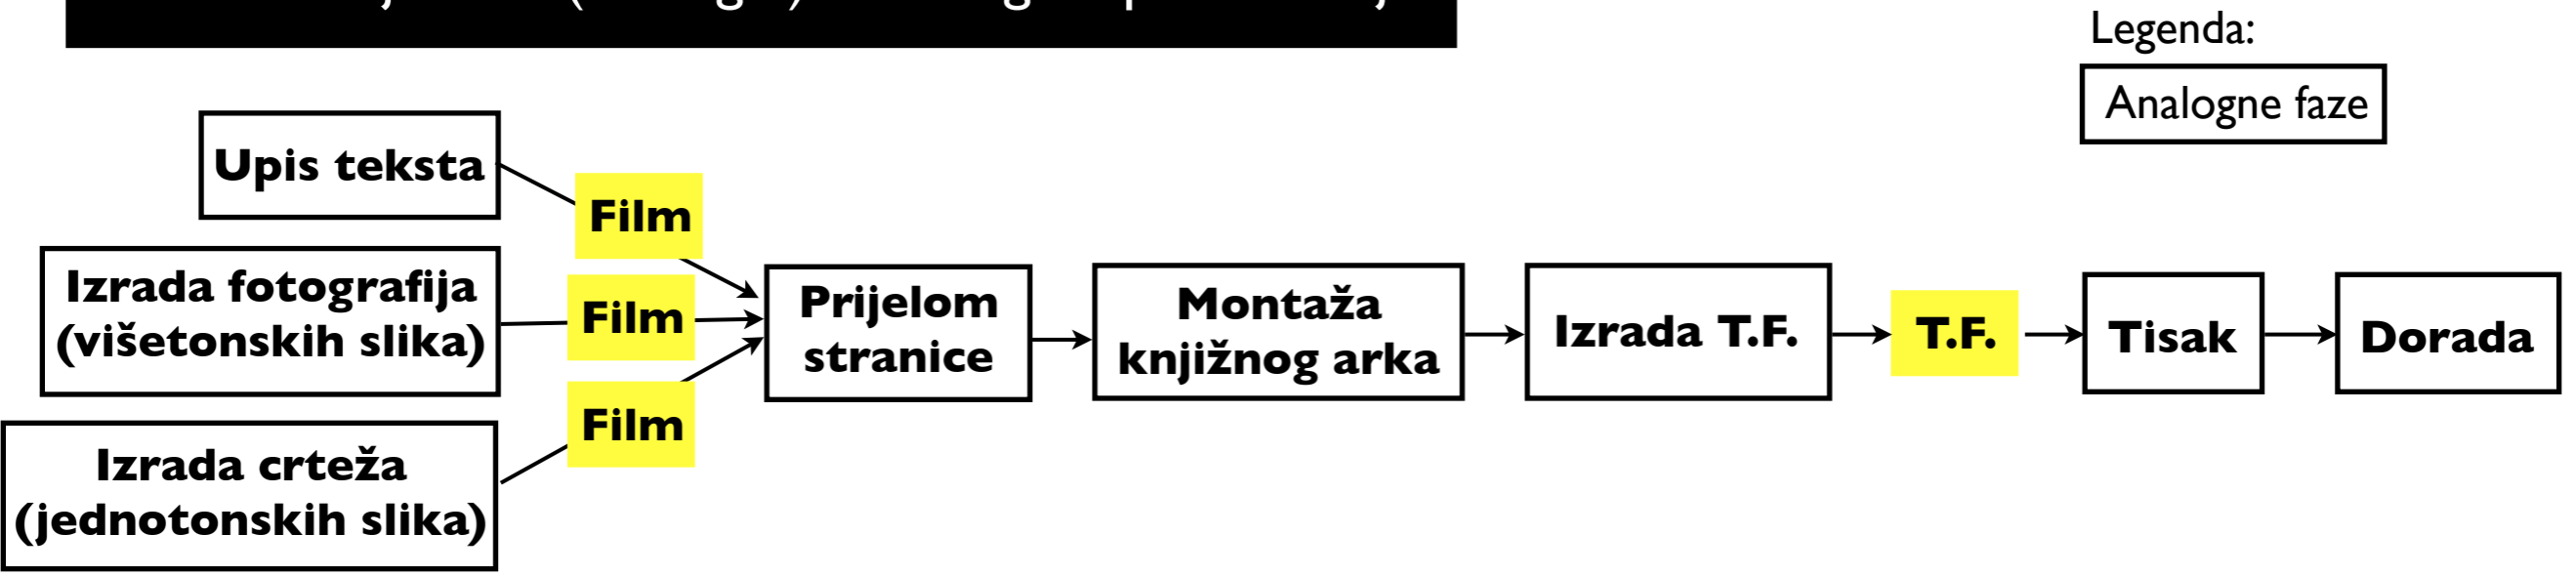 Legenda:
Analogne faze
Upis teksta
Film
Izrada fotografija
(višetonskih slika)
Film
Izrada crteža
(jednotonskih slika)
Film
Prijelom
stranice
Montaža
knjižnog arka
Izrada T.F.
T.F.
Tisak
Dorada